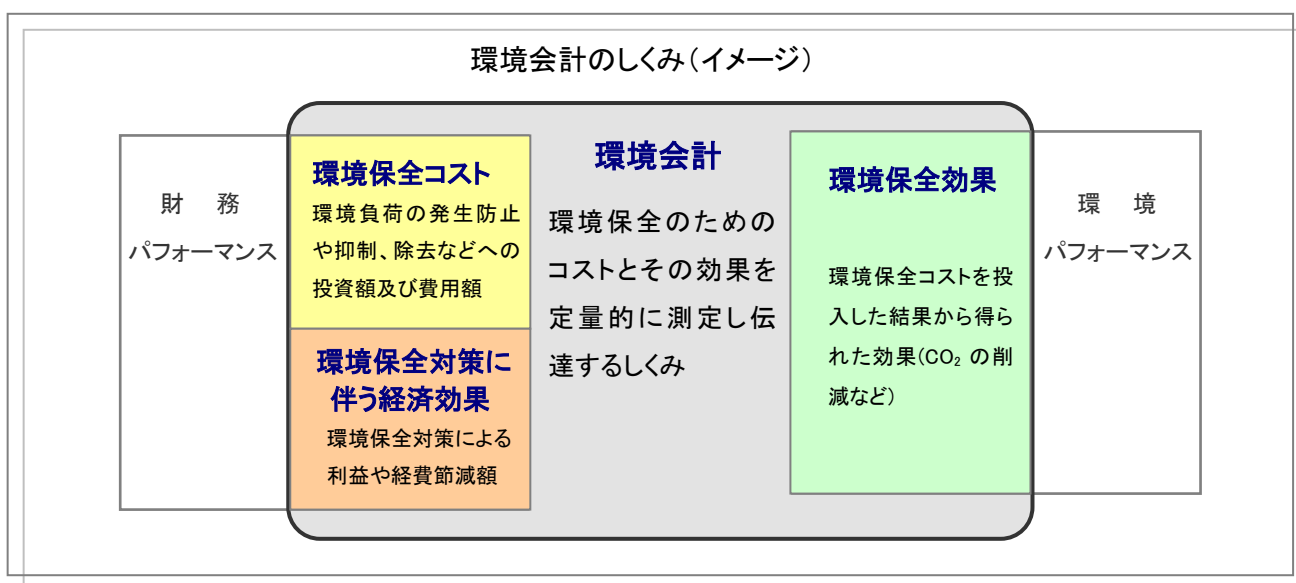 環境会計のしくみ（イメージ）
財　務
パフォーマンス
環境保全コスト
環境負荷の発生防止
や抑制、除去などへの
投資額及び費用額
環境保全対策に
伴う経済効果
環境保全対策による
利益や経費節減額
環境会計
環境保全のための
コストとその効果を
定量的に測定し伝
達するしくみ
環境保全効果
環境保全コストを投
入した結果から得ら
れた効果(CO₂ の削
減など)
環　境
パフォーマンス